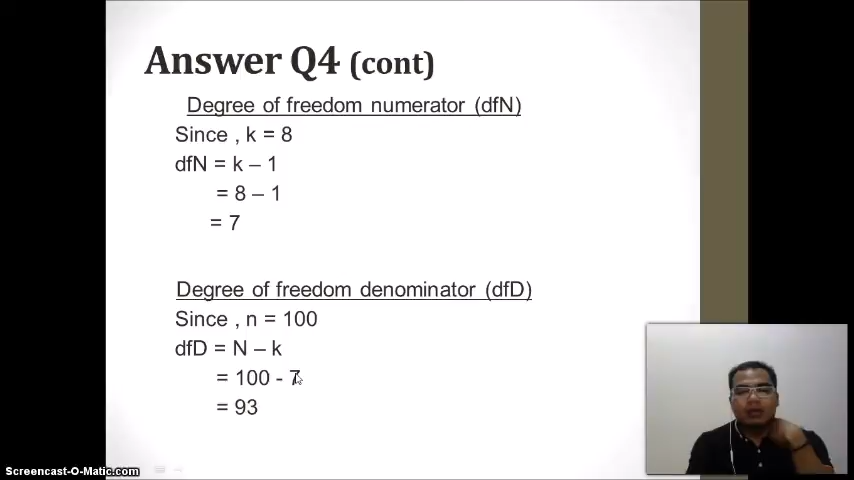 Answer Q4 (cont)
Degree of freedom numerator (dfN)
Since , k = 8
dfN = k – 1
= 8 – 1
= 7
Degree of freedom denominator (dfD)
Since , n = 100
dfD = N – k
= 100 - 7
= 93
Screencast-O-Matic.com